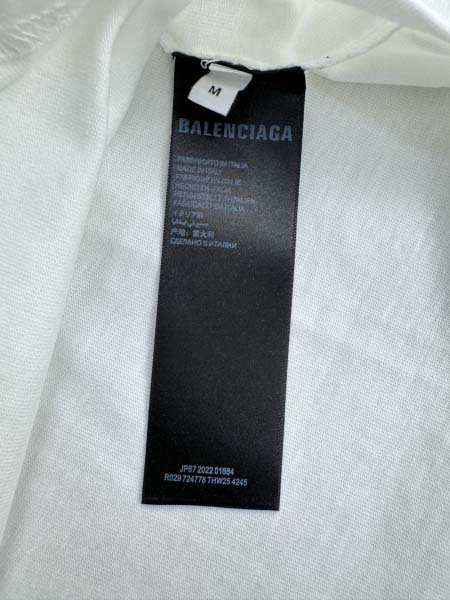 M
BALENCIAGA
FABBRICATO IN ITALIA
MADE IN ITALY
FABRIQUÉ EN ITALIE
HECHO EN ITALIA
HERGESTELLT IN ITALIEN
FABRICADO EM ITALIA
イタリア製
صنع في إيطاليا
产地: 意大利
СДЕЛАНО В ИТАЛИИ
JP67 2022 01884
R029 724778 THW25 4245